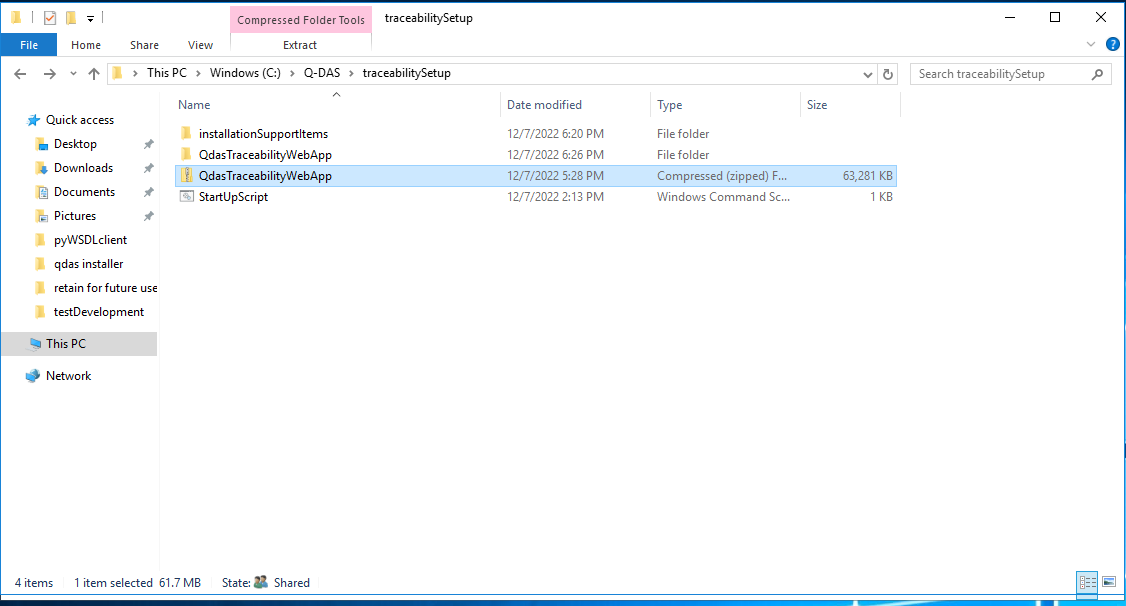 Compressed Folder Tools traceabilitySetup
File Home Share View Extract
This PC Windows (C:) Q-DAS traceabilitySetup Search traceabilitySetup
Name Date modified Type Size
Quick access
Desktop
Downloads
Documents
Pictures
pyWSDLclient
qdas installer
retain for future use
testDevelopment
This PC
Network
installationSupportItems 12/7/2022 6:20 PM File folder
QdasTraceabilityWebApp 12/7/2022 6:26 PM File folder
QdasTraceabilityWebApp 12/7/2022 5:28 PM Compressed (zipped) F... 63,281 KB
StartUpScript 12/7/2022 2:13 PM Windows Command Sc... 1 KB
4 items 1 item selected 61.7 MB State: Shared